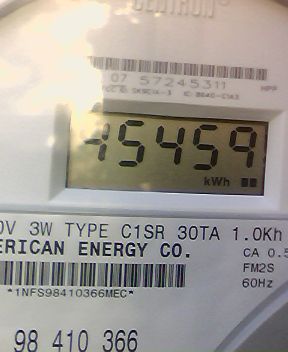 CENTRON
07 57245311
45459
kWh
0V 3W TYPE C1SR 30TA 1.0Kh
ERICAN ENERGY CO.
CA 0.5
FM2S
60Hz
*1NFS98410366MEC*
98 410 366